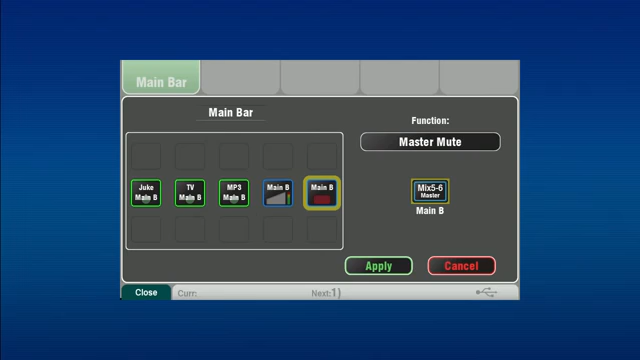 Main Bar
Main Bar
Function:
Master Mute
Juke
Main B
TV
Main B
MP3
Main B
Main B
Main B
Mix5-6
Master
Main B
Apply
Cancel
Close
Curr:
Next:1)